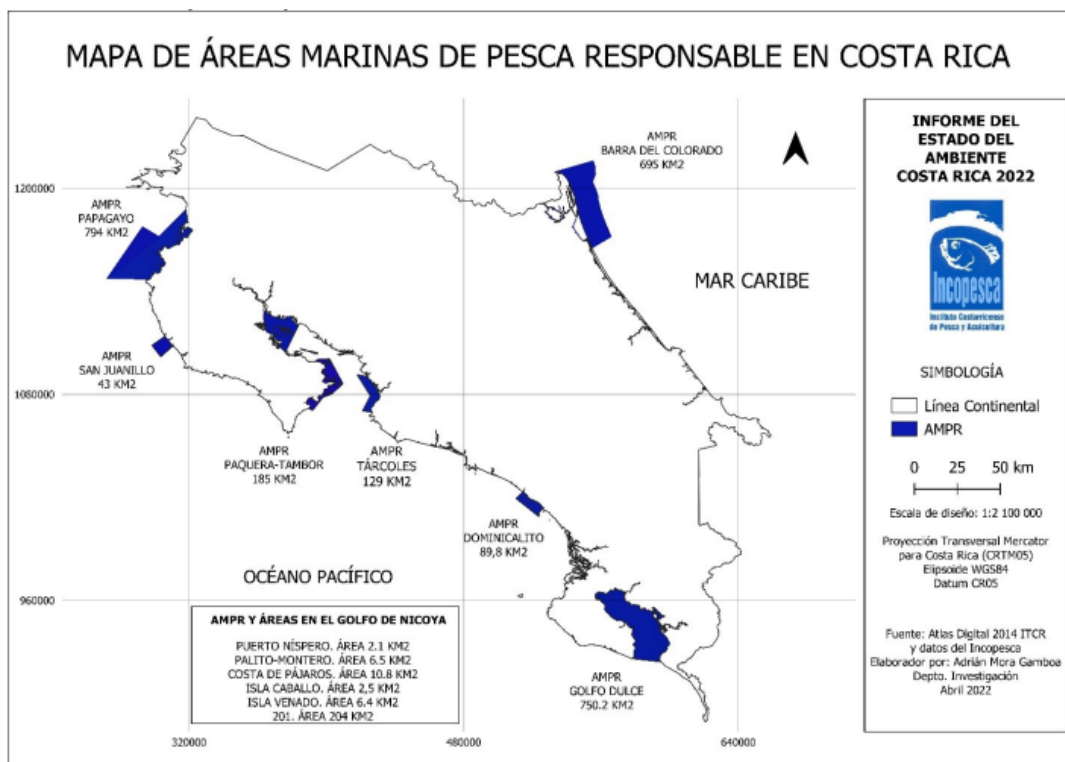 MAPA DE ÁREAS MARINAS DE PESCA RESPONSABLE EN COSTA RICA
AMPR
BARRA DEL COLORADO
695 KM2
1200000
AMPR
PAPAGAYO
794 KM2
MAR CARIBE
AMPR
SAN JUANILLO
43 KM2
1080000
AMPR
PAQUERA-TAMBOR
185 KM2
AMPR
TÁRCOLES
129 KM2
AMPR
DOMINICALITO
89,8 KM2
OCÉANO PACÍFICO
960000
AMPR Y ÁREAS EN EL GOLFO DE NICOYA
PUERTO NÍSPERO. ÁREA 2.1 KM2
PALITO-MONTERO. ÁREA 6.5 KM2
COSTA DE PÁJAROS. ÁREA 10.8 KM2
ISLA CABALLO. ÁREA 2,5 KM2
ISLA VENADO. ÁREA 6.4 KM2
201. ÁREA 204 KM2
AMPR
GOLFO DULCE
750.2 KM2
320000
480000
640000
INFORME DEL
ESTADO DEL
AMBIENTE
COSTA RICA 2022
Incopesca
Instituto Costarricense
de Pesca y Acuicultura
SIMBOLOGÍA
Línea Continental
AMPR
0 25 50 km
Escala de diseño: 1:2 100 000
Proyección Transversal Mercator
para Costa Rica (CRTM05)
Elipsoide WGS84
Datum CR05
Fuente: Atlas Digital 2014 ITCR
y datos del Incopesca
Elaborador por: Adrián Mora Gamboa
Depto. Investigación
Abril 2022